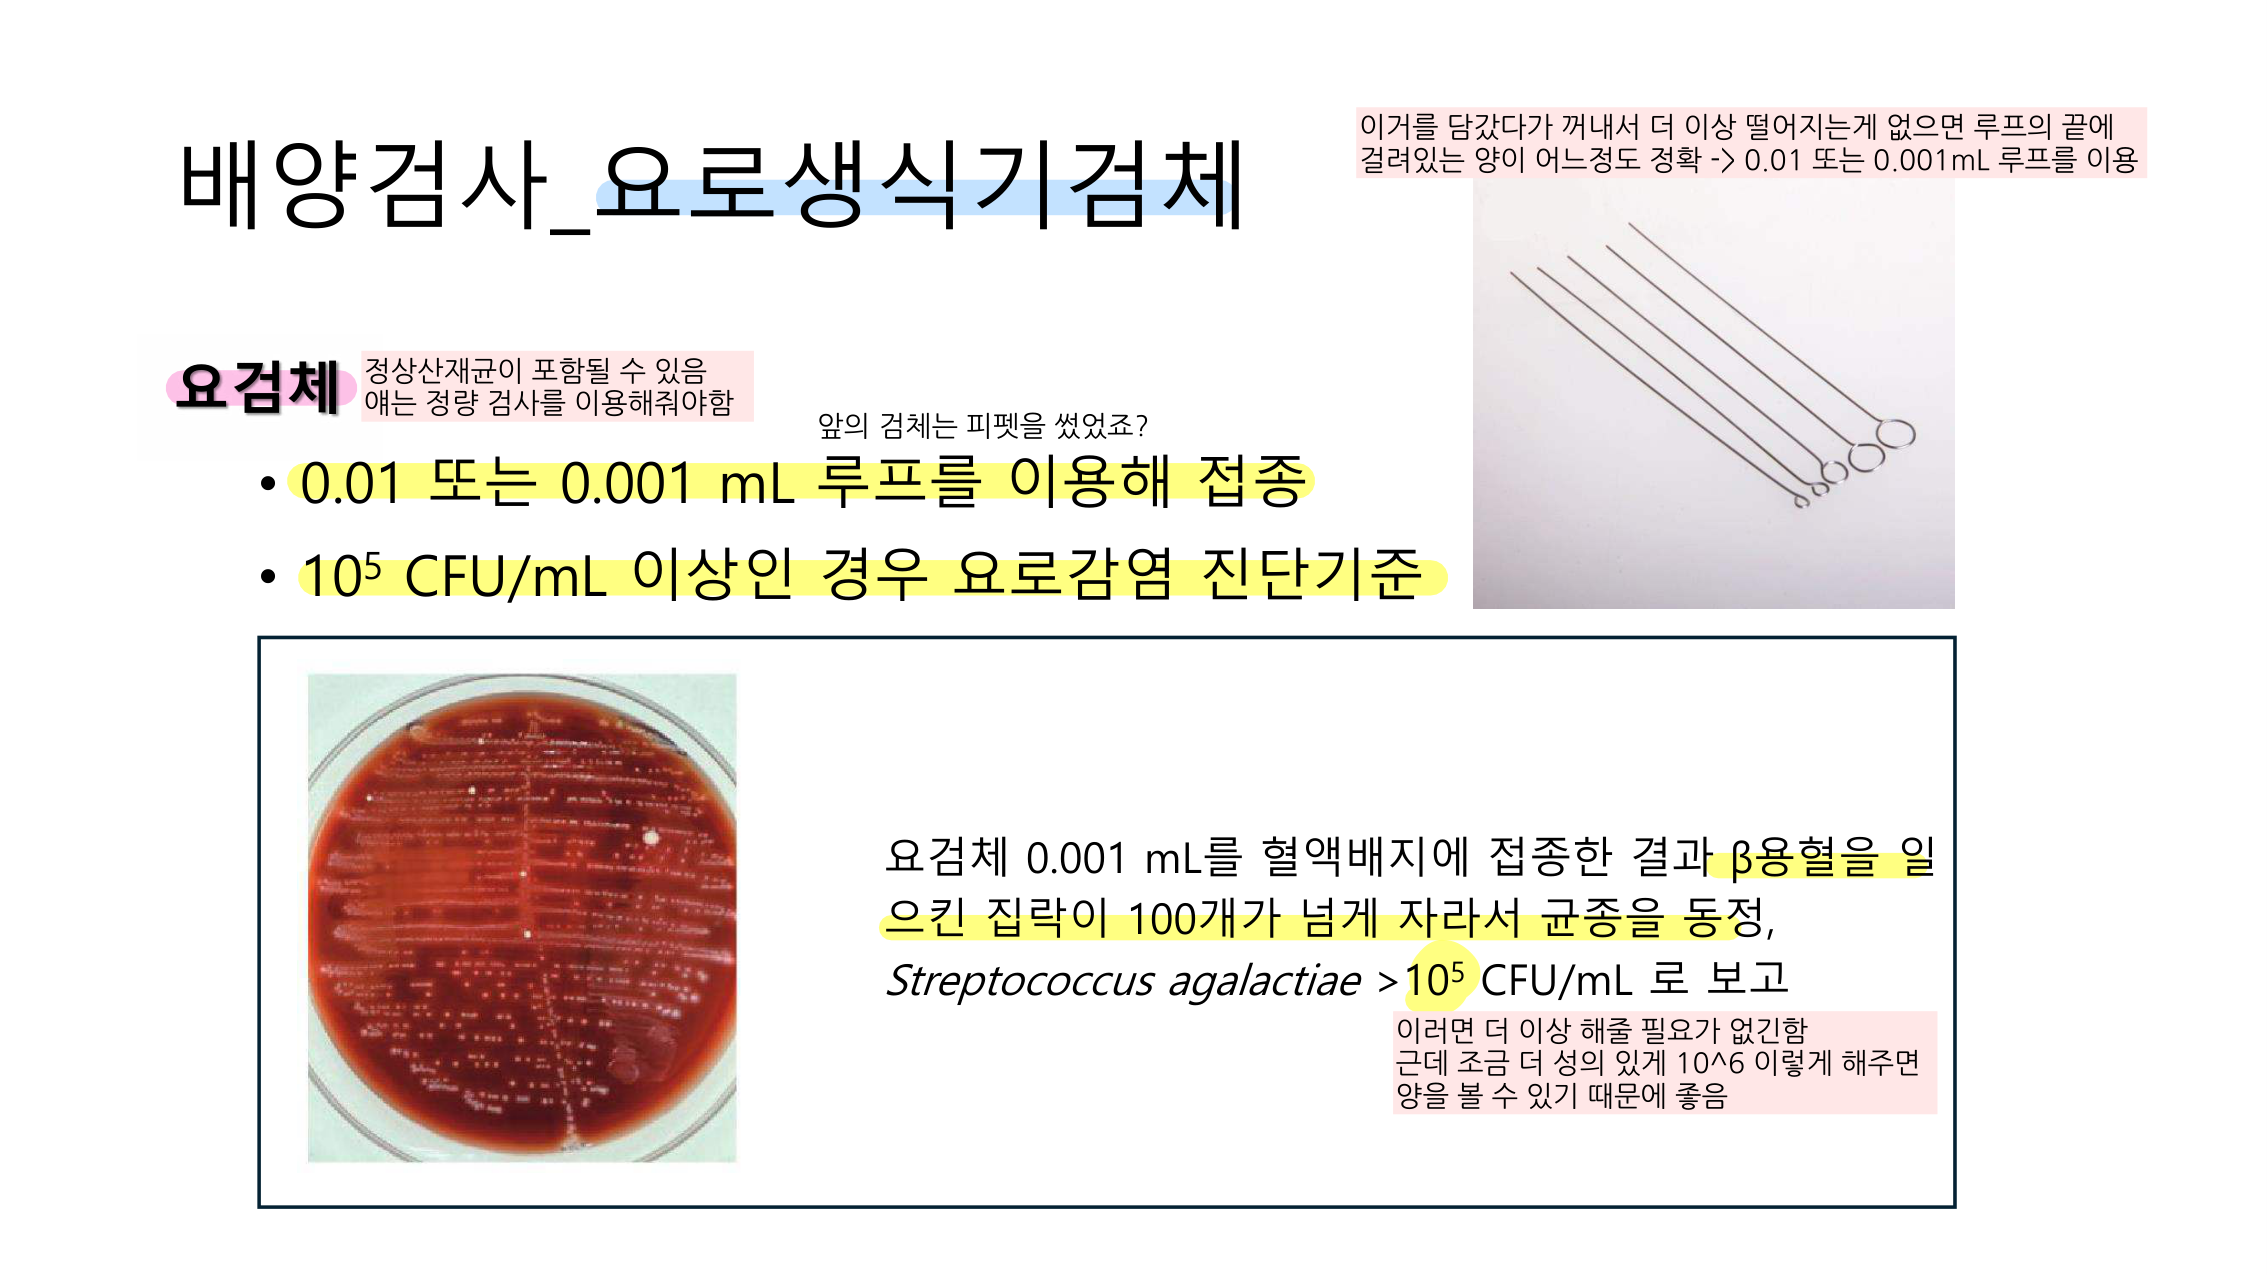 이거를 담갔다가 꺼내서 더 이상 떨어지는게 없으면 루프의 끝에
걸려있는 양이 어느정도 정확 -> 0.01 또는 0.001mL 루프를 이용
배양검사_요로생식기검체
요검체
정상산재균이 포함될 수 있음
얘는 정량 검사를 이용해줘야함
앞의 검체는 피펫을 썼었죠?
• 0.01 또는 0.001 mL 루프를 이용해 접종
• 10⁵ CFU/mL 이상인 경우 요로감염 진단기준
요검체 0.001 mL를 혈액배지에 접종한 결과 β용혈을 일
으킨 집락이 100개가 넘게 자라서 균종을 동정,
Streptococcus agalactiae >10⁵ CFU/mL 로 보고
이러면 더 이상 해줄 필요가 없긴함
근데 조금 더 성의 있게 10^6 이렇게 해주면
양을 볼 수 있기 때문에 좋음